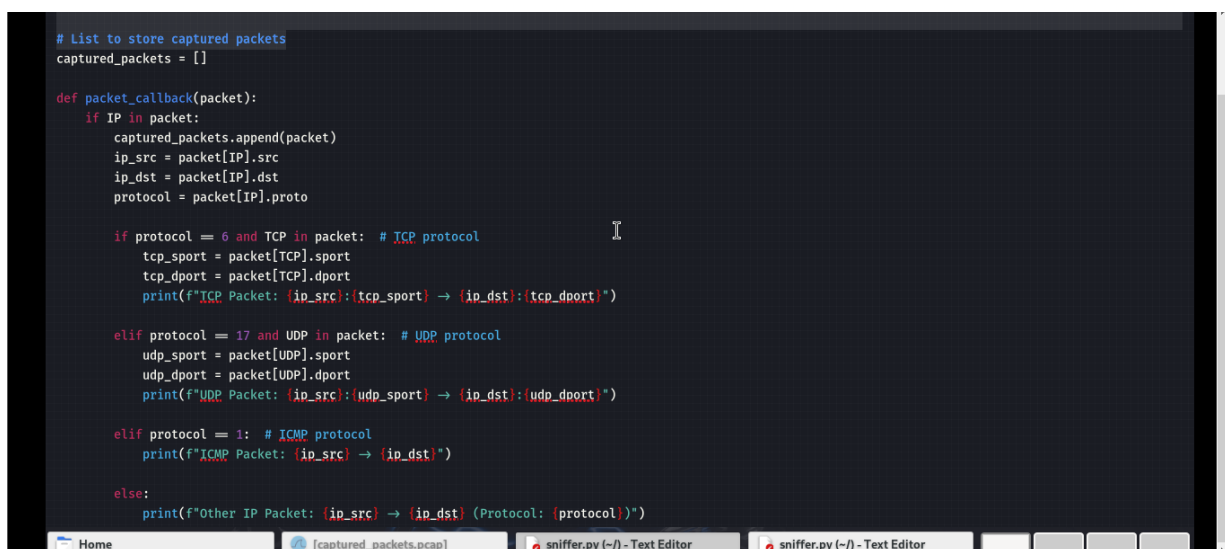 # List to store captured packets
captured_packets = []
def packet_callback(packet):
if IP in packet:
captured_packets.append(packet)
ip_src = packet[IP].src
ip_dst = packet[IP].dst
protocol = packet[IP].proto
if protocol == 6 and TCP in packet:  # TCP protocol
tcp_sport = packet[TCP].sport
tcp_dport = packet[TCP].dport
print(f"TCP Packet: {ip_src}:{tcp_sport} -> {ip_dst}:{tcp_dport}")
elif protocol == 17 and UDP in packet:  # UDP protocol
udp_sport = packet[UDP].sport
udp_dport = packet[UDP].dport
print(f"UDP Packet: {ip_src}:{udp_sport} -> {ip_dst}:{udp_dport}")
elif protocol == 1:  # ICMP protocol
print(f"ICMP Packet: {ip_src} -> {ip_dst}")
else:
print(f"Other IP Packet: {ip_src} -> {ip_dst} (Protocol: {protocol})")
Home [captured_packets.pcap] sniffer.py (~/) - Text Editor sniffer.py (~/) - Text Editor